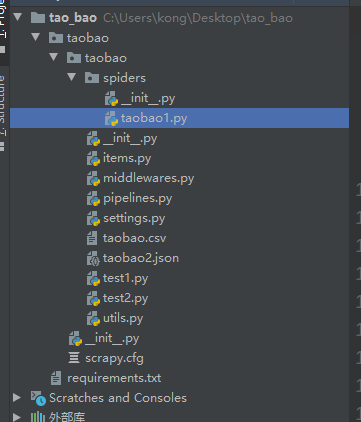 tao_bao C:\Users\kong\Desktop\tao_bao
taobao
taobao
spiders
__init__.py
taobao1.py
__init__.py
items.py
middlewares.py
pipelines.py
settings.py
taobao.csv
taobao2.json
test1.py
test2.py
utils.py
__init__.py
scrapy.cfg
requirements.txt
Scratches and Consoles
外部库